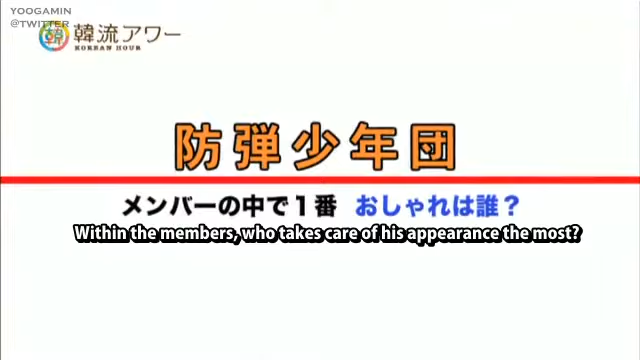 YOOGAMIN
@TWITTER
韓 韓流アワー
KOREAN HOUR
防弾少年団
メンバーの中で1番 おしゃれは誰?
Within the members, who takes care of his appearance the most?